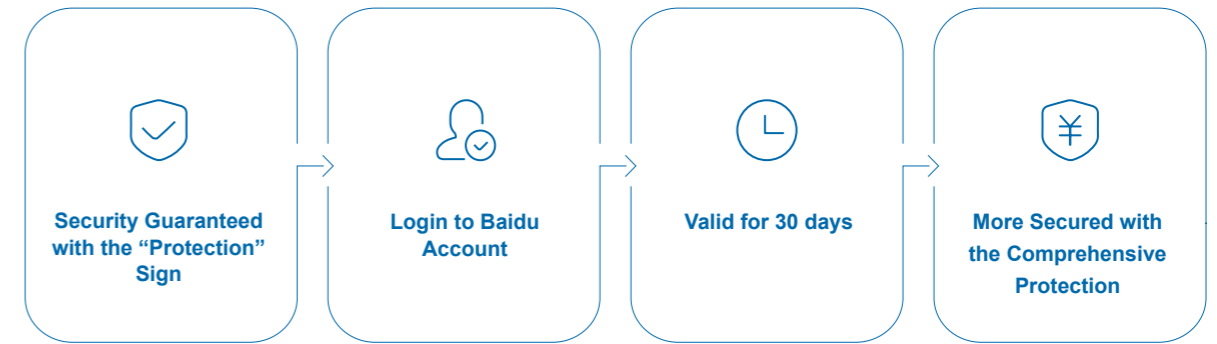 Security Guaranteed
with the “Protection”
Sign
Login to Baidu
Account
Valid for 30 days
More Secured with
the Comprehensive
Protection